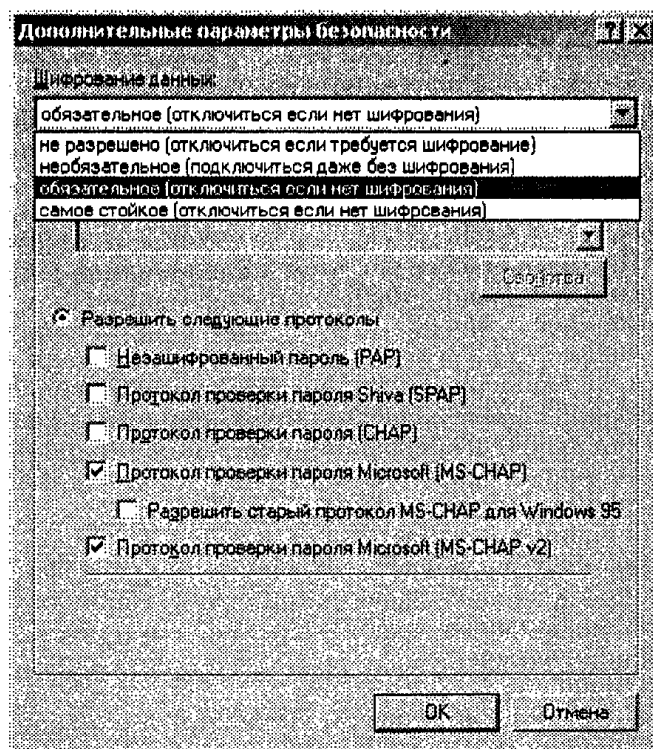 Дополнительные параметры безопасности
Шифрование данных:
обязательное (отключиться если нет шифрования)
не разрешено (отключиться если требуется шифрование)
необязательное (подключиться даже без шифрования)
обязательное (отключиться если нет шифрования)
самое стойкое (отключиться если нет шифрования)
Свойства
Разрешить следующие протоколы
Незашифрованный пароль (PAP)
Протокол проверки пароля Shiva (SPAP)
Протокол проверки пароля (CHAP)
Протокол проверки пароля Microsoft (MS-CHAP)
Разрешить старый протокол MS-CHAP для Windows 95
Протокол проверки пароля Microsoft (MS-CHAP v2)
OK Отмена